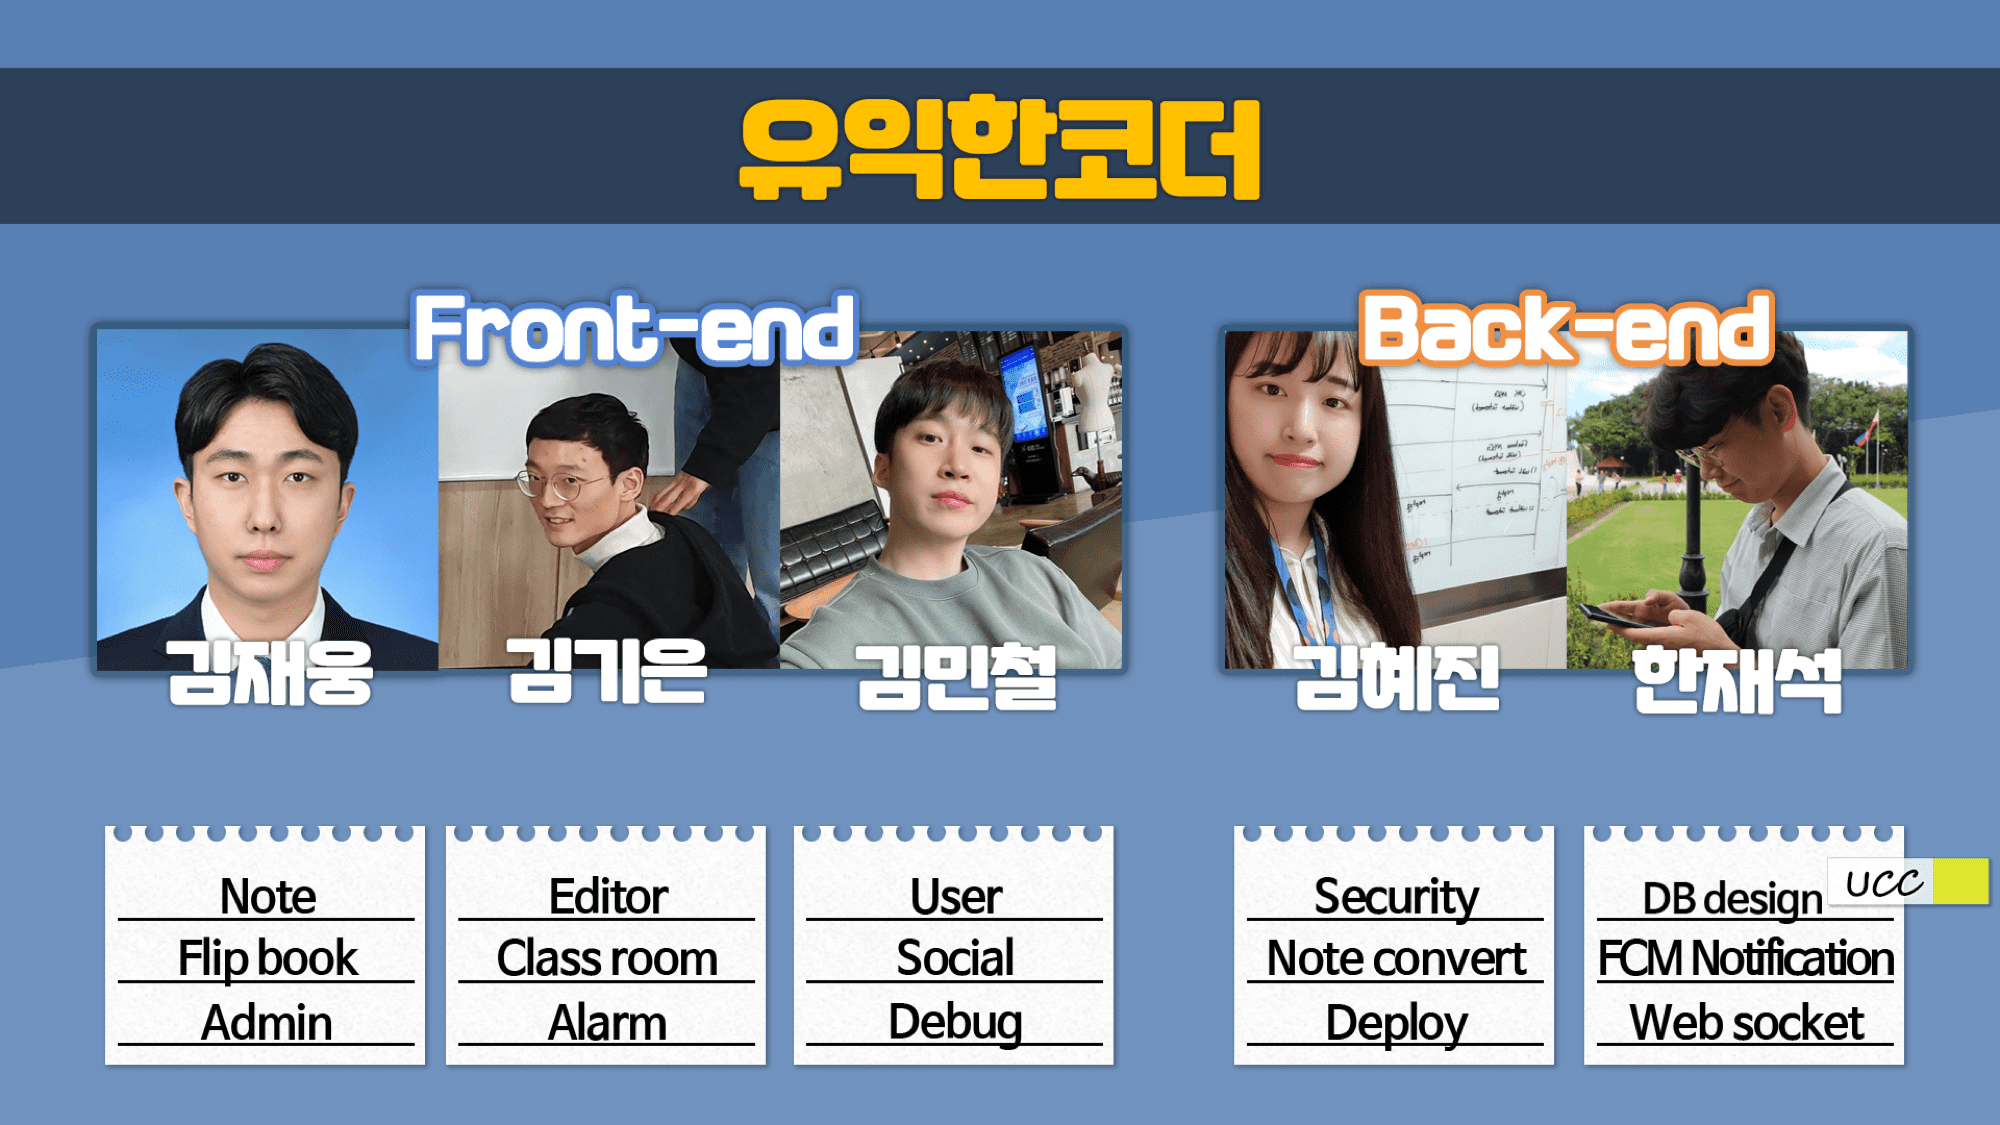 유익한코더
Front-end
Back-end
김재웅
김기은
김민철
김혜진
한재석
Note
Flip book
Admin
Editor
Class room
Alarm
User
Social
Debug
Security
Note convert
Deploy
DB design
UCC
FCM Notification
Web socket